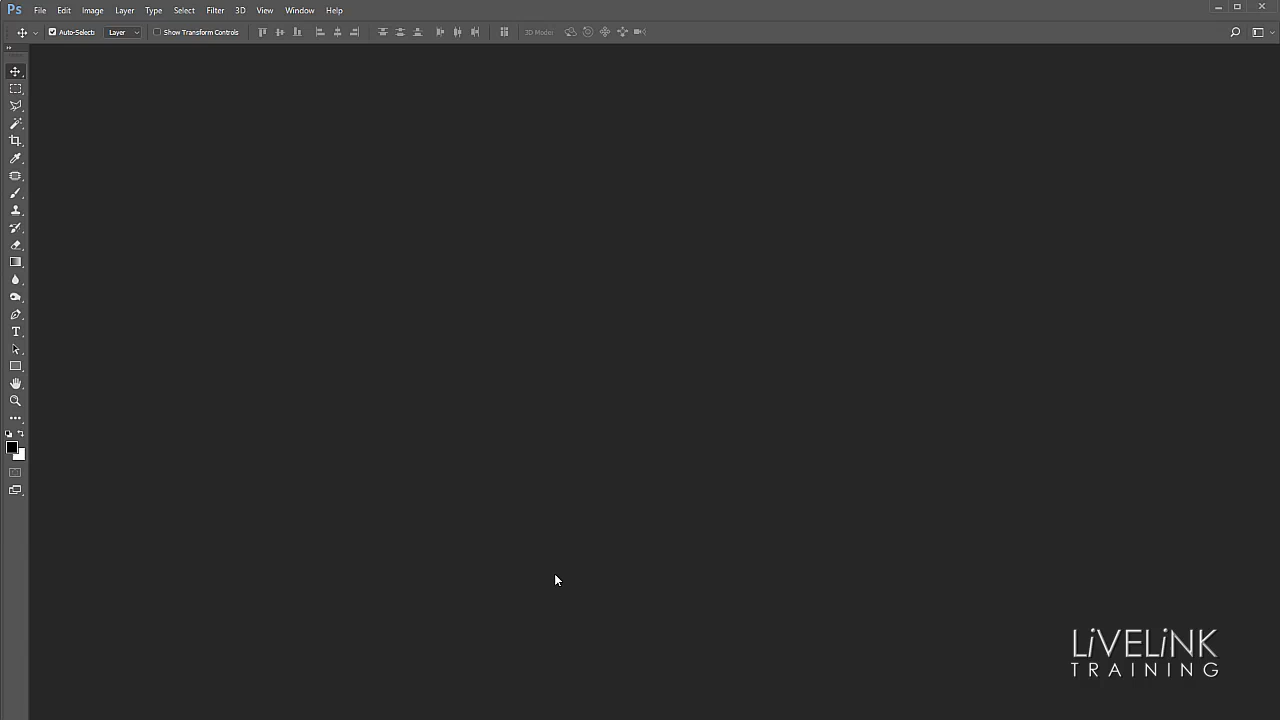 Ps File Edit Image Layer Type Select Filter 3D View Window Help
Auto-Select: Layer Show Transform Controls 3D Mode:
T
LiVELiNK
TRAINING